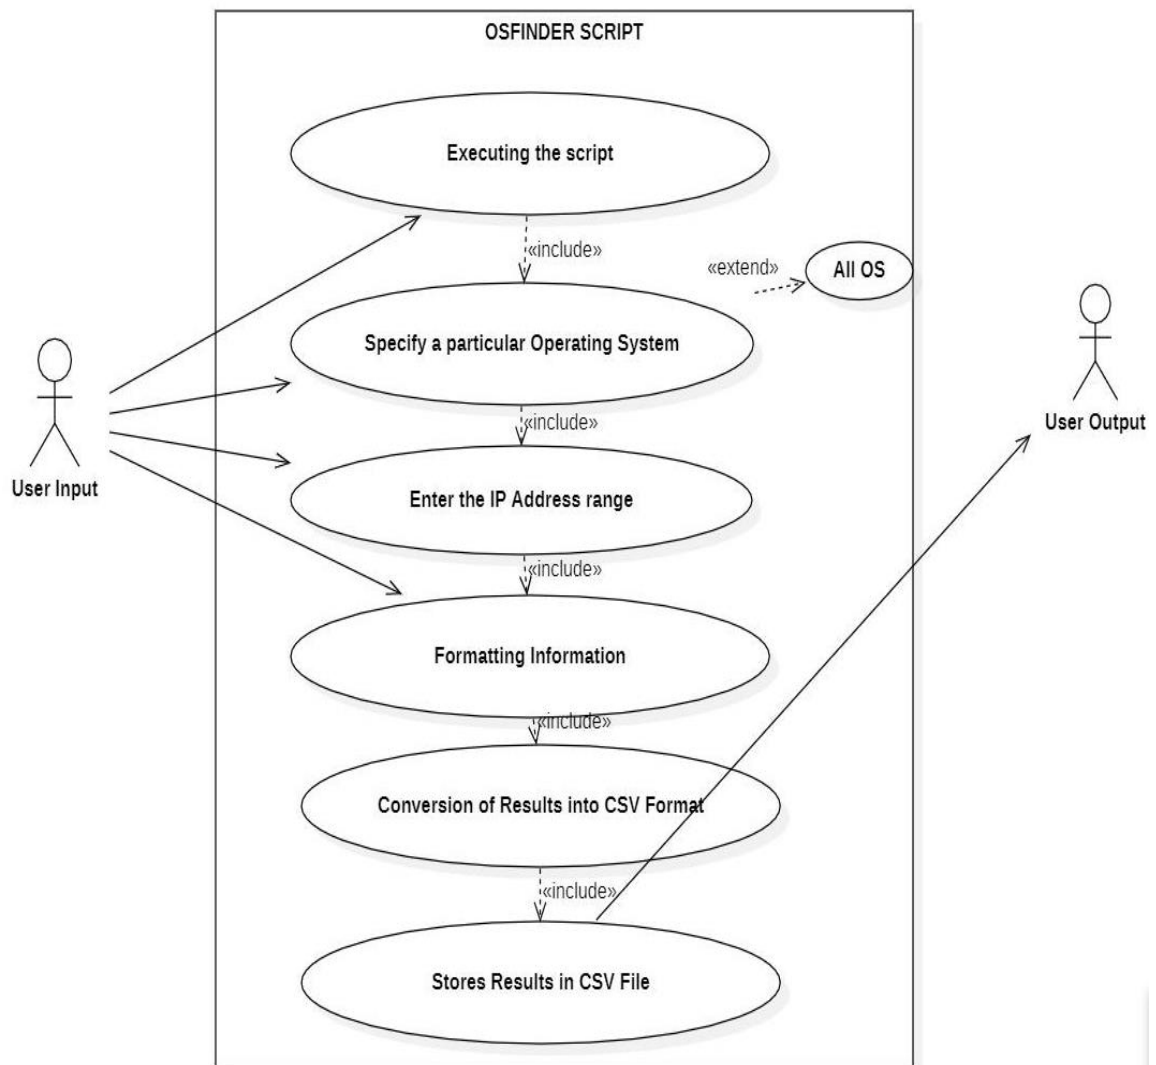 OSFINDER SCRIPT
Executing the script
«include»
«extend»
All OS
Specify a particular Operating System
User Output
«include»
User Input
Enter the IP Address range
«include»
Formatting Information
«include»
Conversion of Results into CSV Format
«include»
Stores Results in CSV File